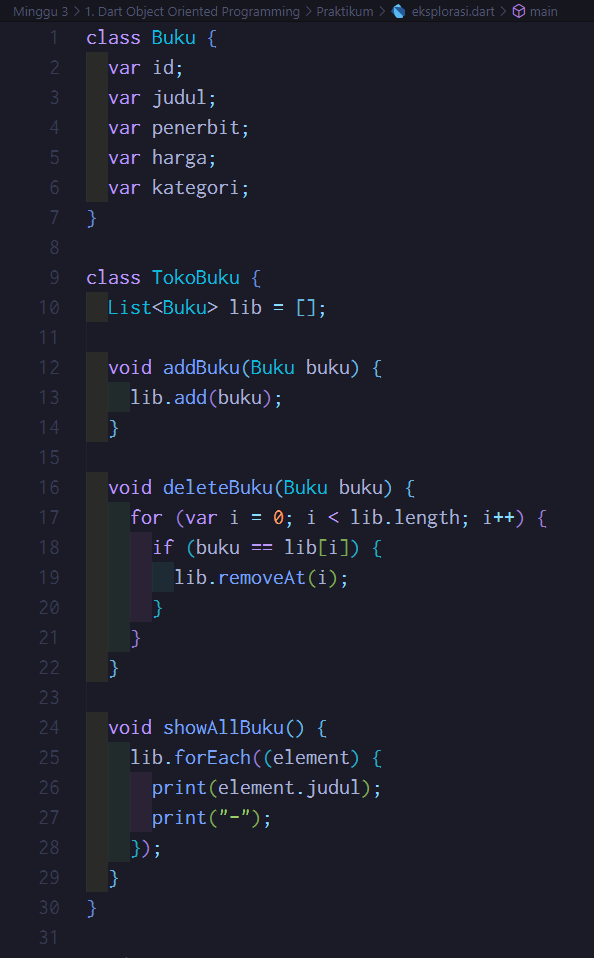 Minggu 3 > 1. Dart Object Oriented Programming > Praktikum > eksplorasi.dart > main
1 class Buku {
2   var id;
3   var judul;
4   var penerbit;
5   var harga;
6   var kategori;
7 }
8
9 class TokoBuku {
10   List<Buku> lib = [];
11
12   void addBuku(Buku buku) {
13     lib.add(buku);
14   }
15
16   void deleteBuku(Buku buku) {
17     for (var i = 0; i < lib.length; i++) {
18       if (buku == lib[i]) {
19         lib.removeAt(i);
20       }
21     }
22   }
23
24   void showAllBuku() {
25     lib.forEach((element) {
26       print(element.judul);
27       print("-");
28     });
29   }
30 }
31